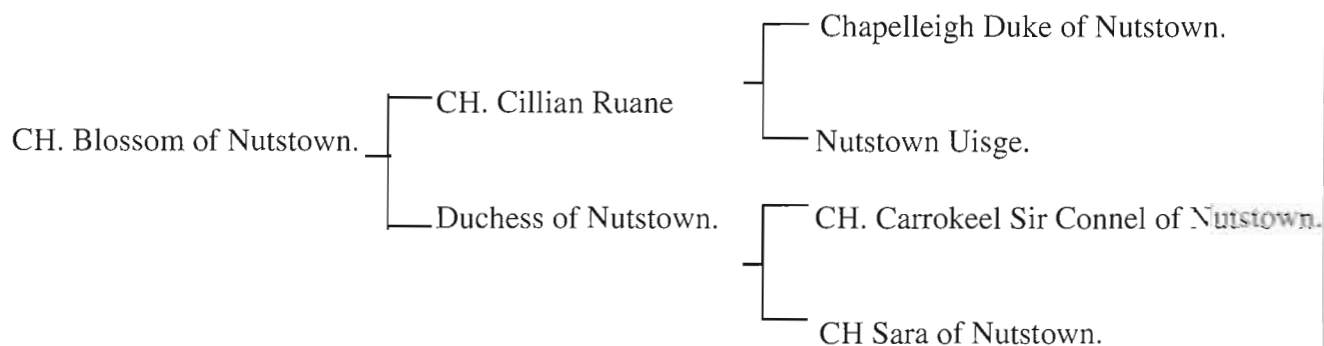 Chapelleigh Duke of Nutstown.
CH. Cillian Ruane
CH. Blossom of Nutstown.
Nutstown Uisge.
Duchess of Nutstown.
CH. Carrokeel Sir Connel of Nutstown.
CH Sara of Nutstown.